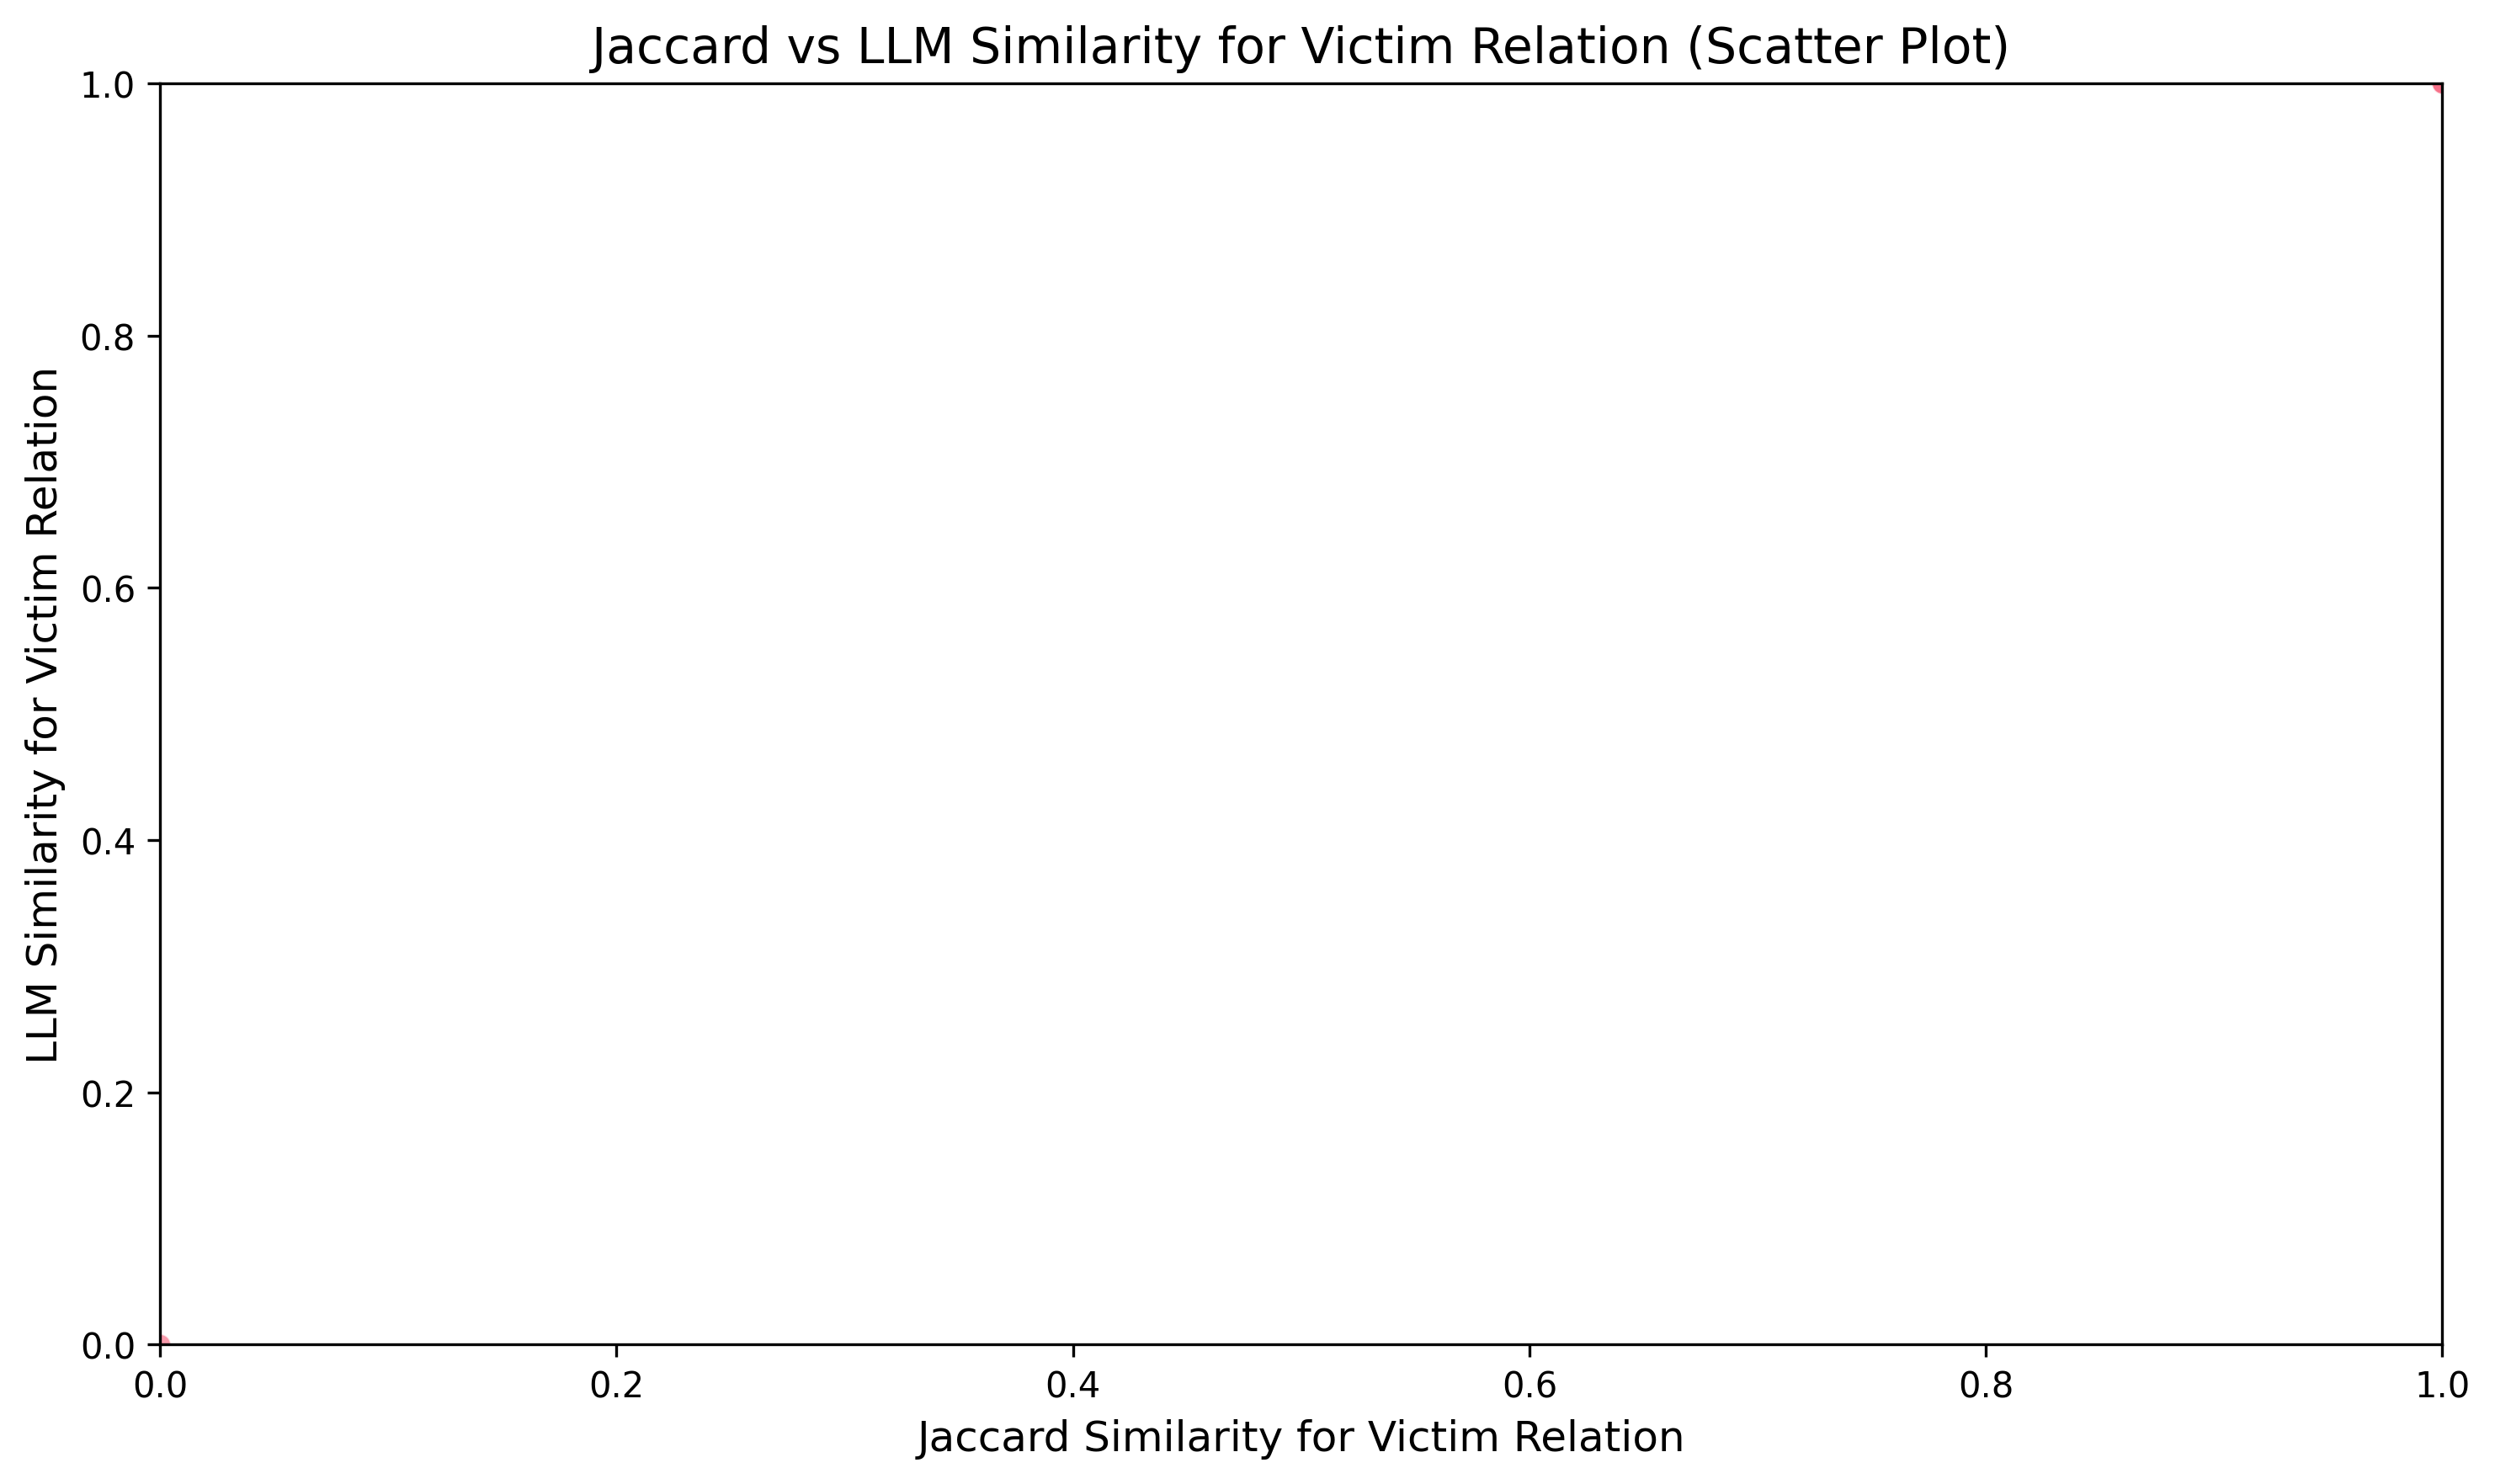 Jaccard vs LLM Similarity for Victim Relation (Scatter Plot)
LLM Similarity for Victim Relation
1.0
0.8
0.6
0.4
0.2
0.0
0.0 0.2 0.4 0.6 0.8 1.0
Jaccard Similarity for Victim Relation